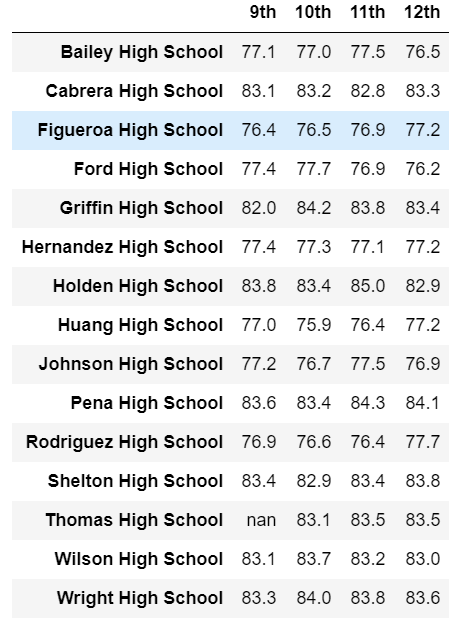 9th 10th 11th 12th
Bailey High School 77.1 77.0 77.5 76.5
Cabrera High School 83.1 83.2 82.8 83.3
Figueroa High School 76.4 76.5 76.9 77.2
Ford High School 77.4 77.7 76.9 76.2
Griffin High School 82.0 84.2 83.8 83.4
Hernandez High School 77.4 77.3 77.1 77.2
Holden High School 83.8 83.4 85.0 82.9
Huang High School 77.0 75.9 76.4 77.2
Johnson High School 77.2 76.7 77.5 76.9
Pena High School 83.6 83.4 84.3 84.1
Rodriguez High School 76.9 76.6 76.4 77.7
Shelton High School 83.4 82.9 83.4 83.8
Thomas High School nan 83.1 83.5 83.5
Wilson High School 83.1 83.7 83.2 83.0
Wright High School 83.3 84.0 83.8 83.6